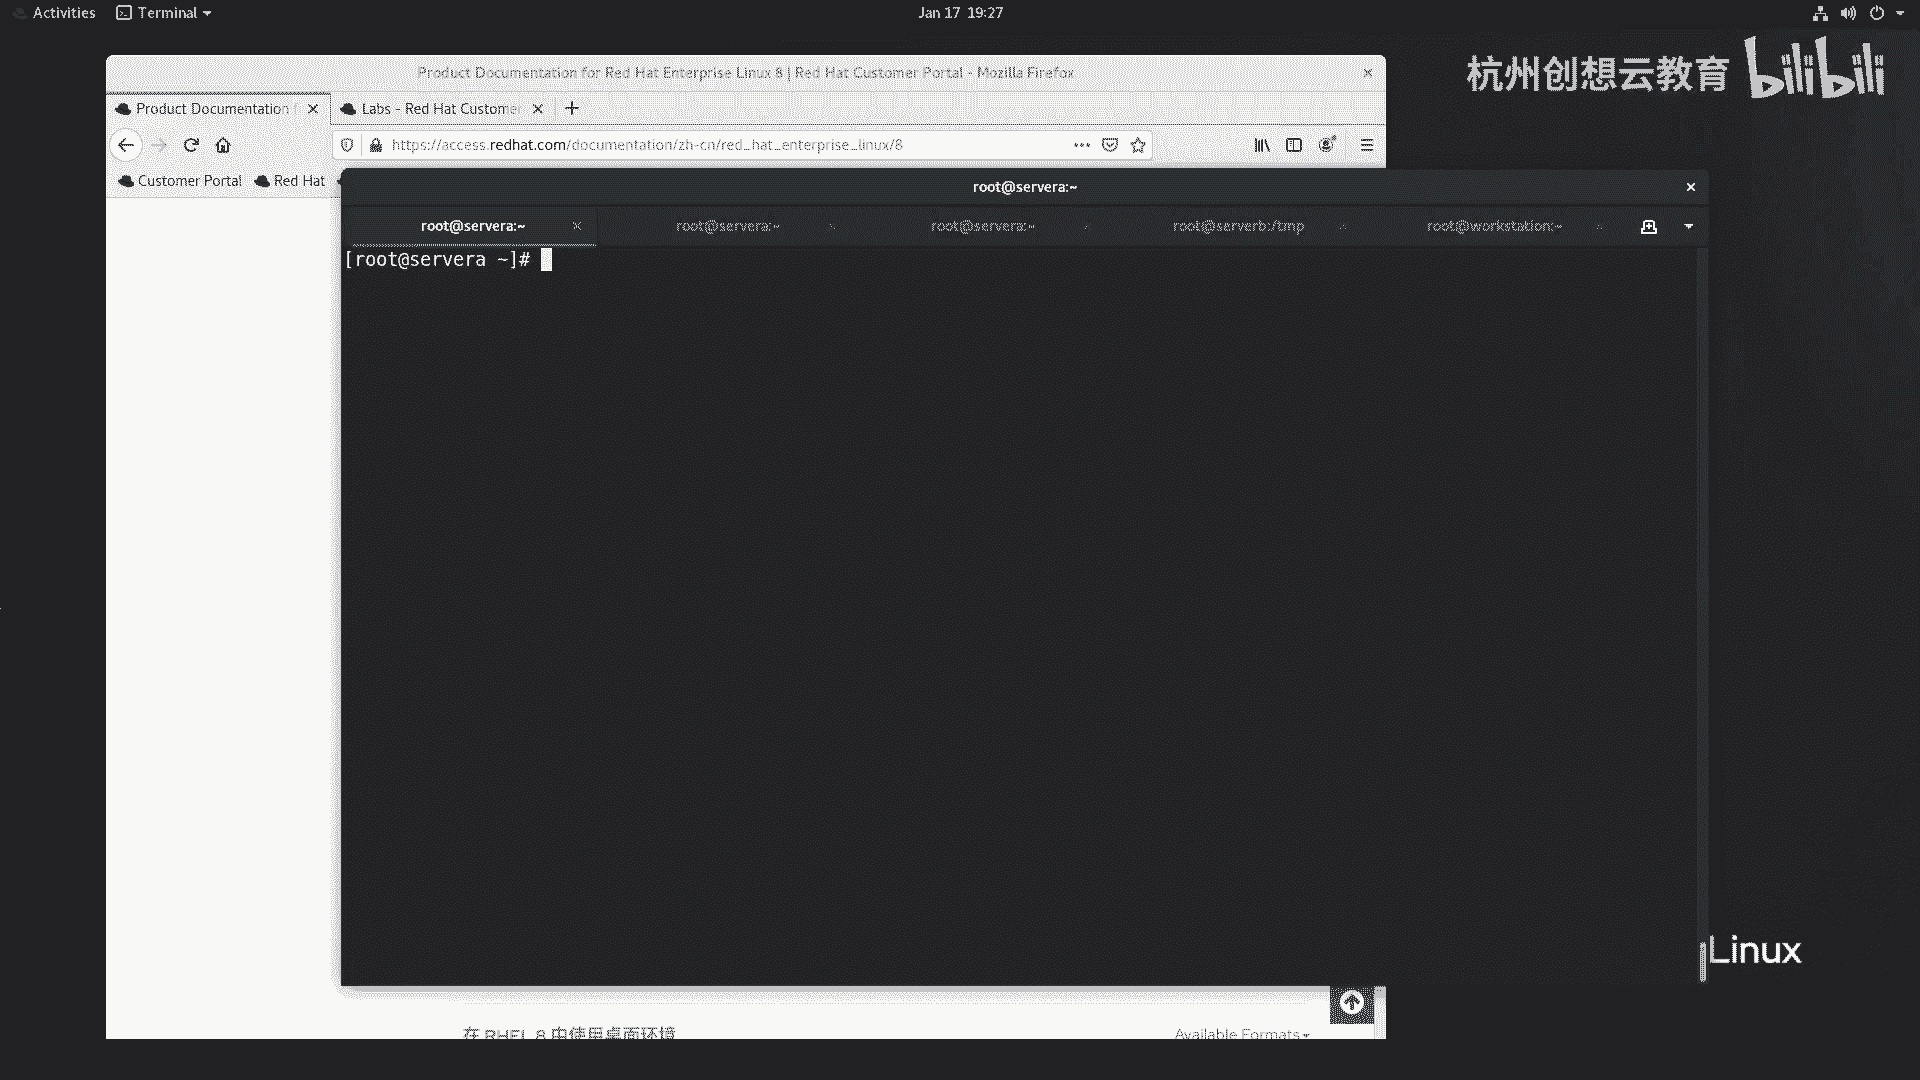 Activities
Terminal
Jan 17 19:27
杭州创想云教育 bilibili
Product Documentation for Red Hat Enterprise Linux 8 | Red Hat Customer Portal - Mozilla Firefox
Product Documentation f
Labs - Red Hat Customer
https://access.redhat.com/documentation/zh-cn/red_hat_enterprise_linux/8
Customer Portal
Red Hat
root@servera:~
root@servera:~
root@servera:~
root@servera:~
root@serverb:/tmp
root@workstation:~
[root@servera ~]#
Linux
在 RHEL 8 中使用桌面环境
Available Formats